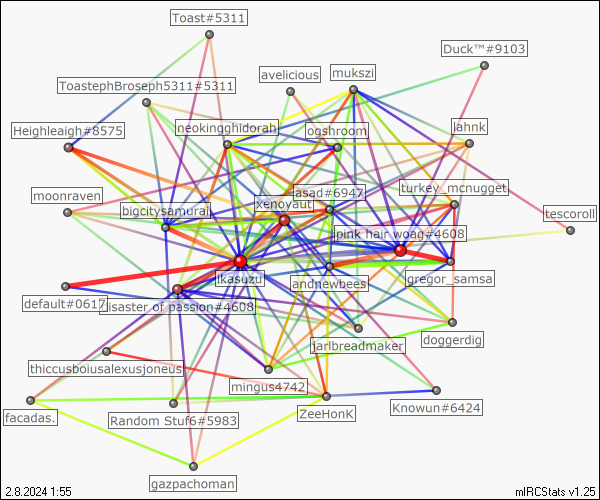 Toast#5311
Duck™#9103
avelicious
mukszi
ToastephBroseph5311#5311
Heighleaigh#8575
neokingghidorah
ogshroom
lahnk
jasad#6947
turkey_mcnugget
moonraven
xenoyaut
bigcitysamurai
tescoroll
pink hair woag#4608
jikasuzu
andnewbees
gregor_samsa
default#0617
disaster of passion#4608
jarlbreadmaker
doggerdig
thiccusboiusalexusjoneus
mingus4742
facadas.
Random Stuf6#5983
ZeeHonK
Knowun#6424
gazpachoman
2.8.2024 1:55
mIRCStats v1.25